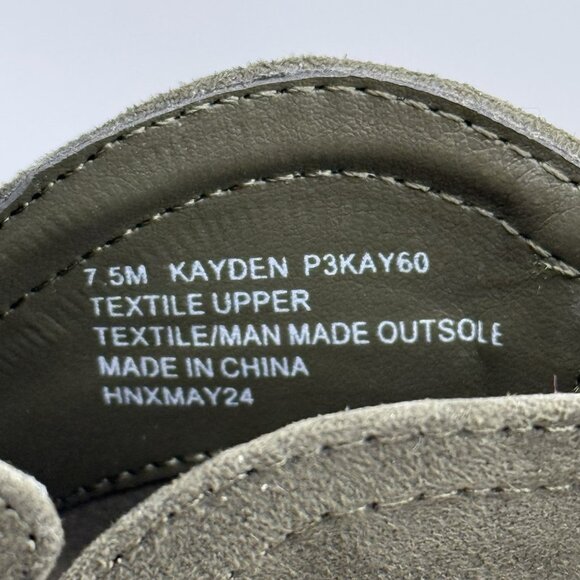 7.5M KAYDEN P3KAY60
TEXTILE UPPER
TEXTILE/MAN MADE OUTSOLE
MADE IN CHINA
HNXMAY24